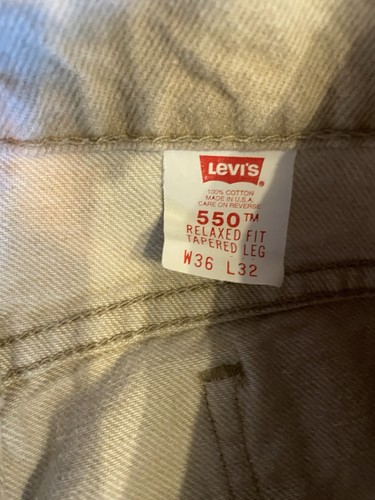 LEVI'S
®
100% COTTON
MADE IN U.S.A.
CARE ON REVERSE
550™
RELAXED FIT
TAPERED LEG
W36 L32